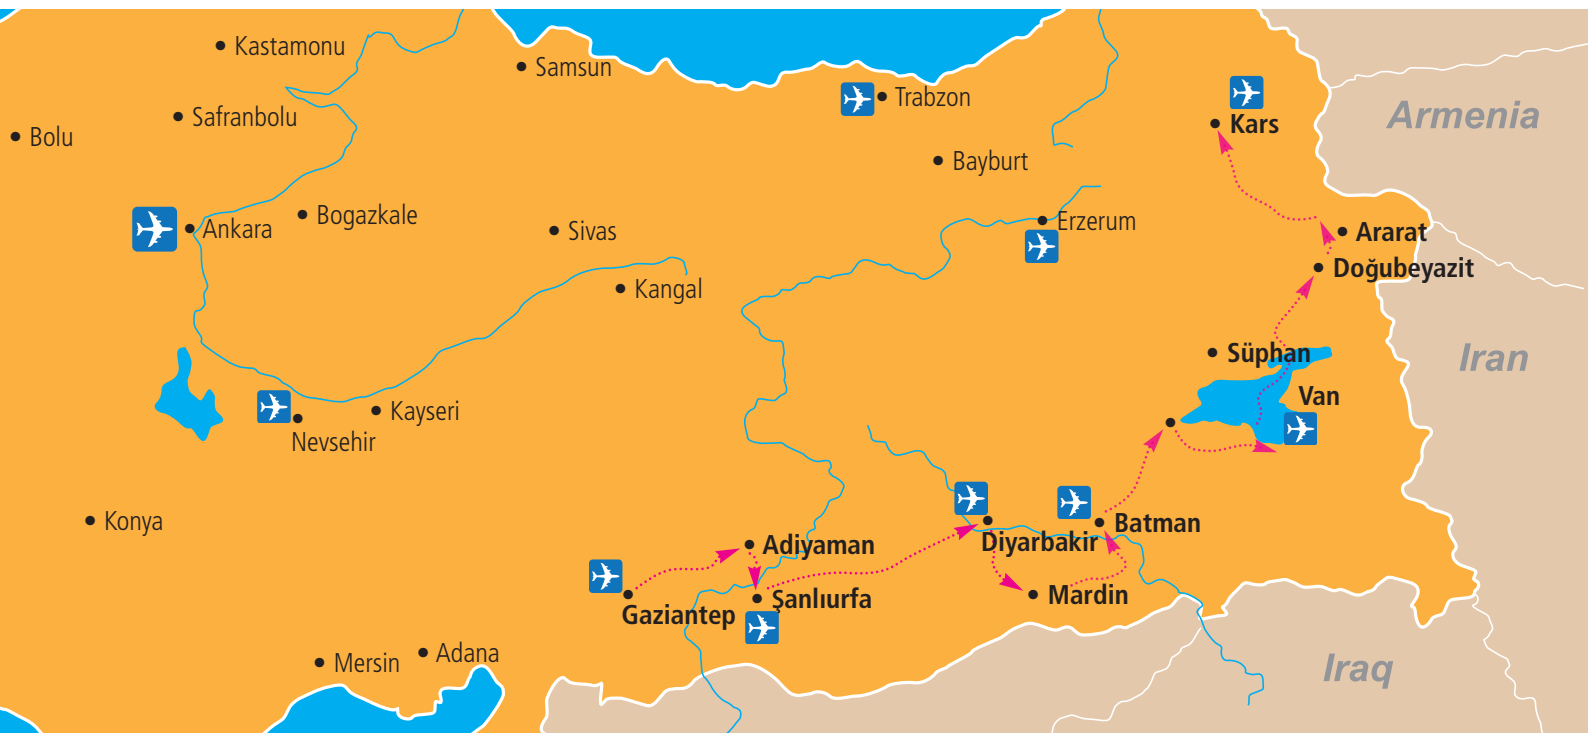 Kastamonu
Samsun
Trabzon
Kars
Armenia
Safranbolu
Bolu
Bayburt
Bogazkale
Ankara
Sivas
Erzerum
Ararat
Doğubeyazit
Kangal
Süphan
Iran
Van
Kayseri
Nevsehir
Konya
Batman
Adiyaman
Diyarbakir
Şanlıurfa
Mardin
Gaziantep
Adana
Mersin
Iraq